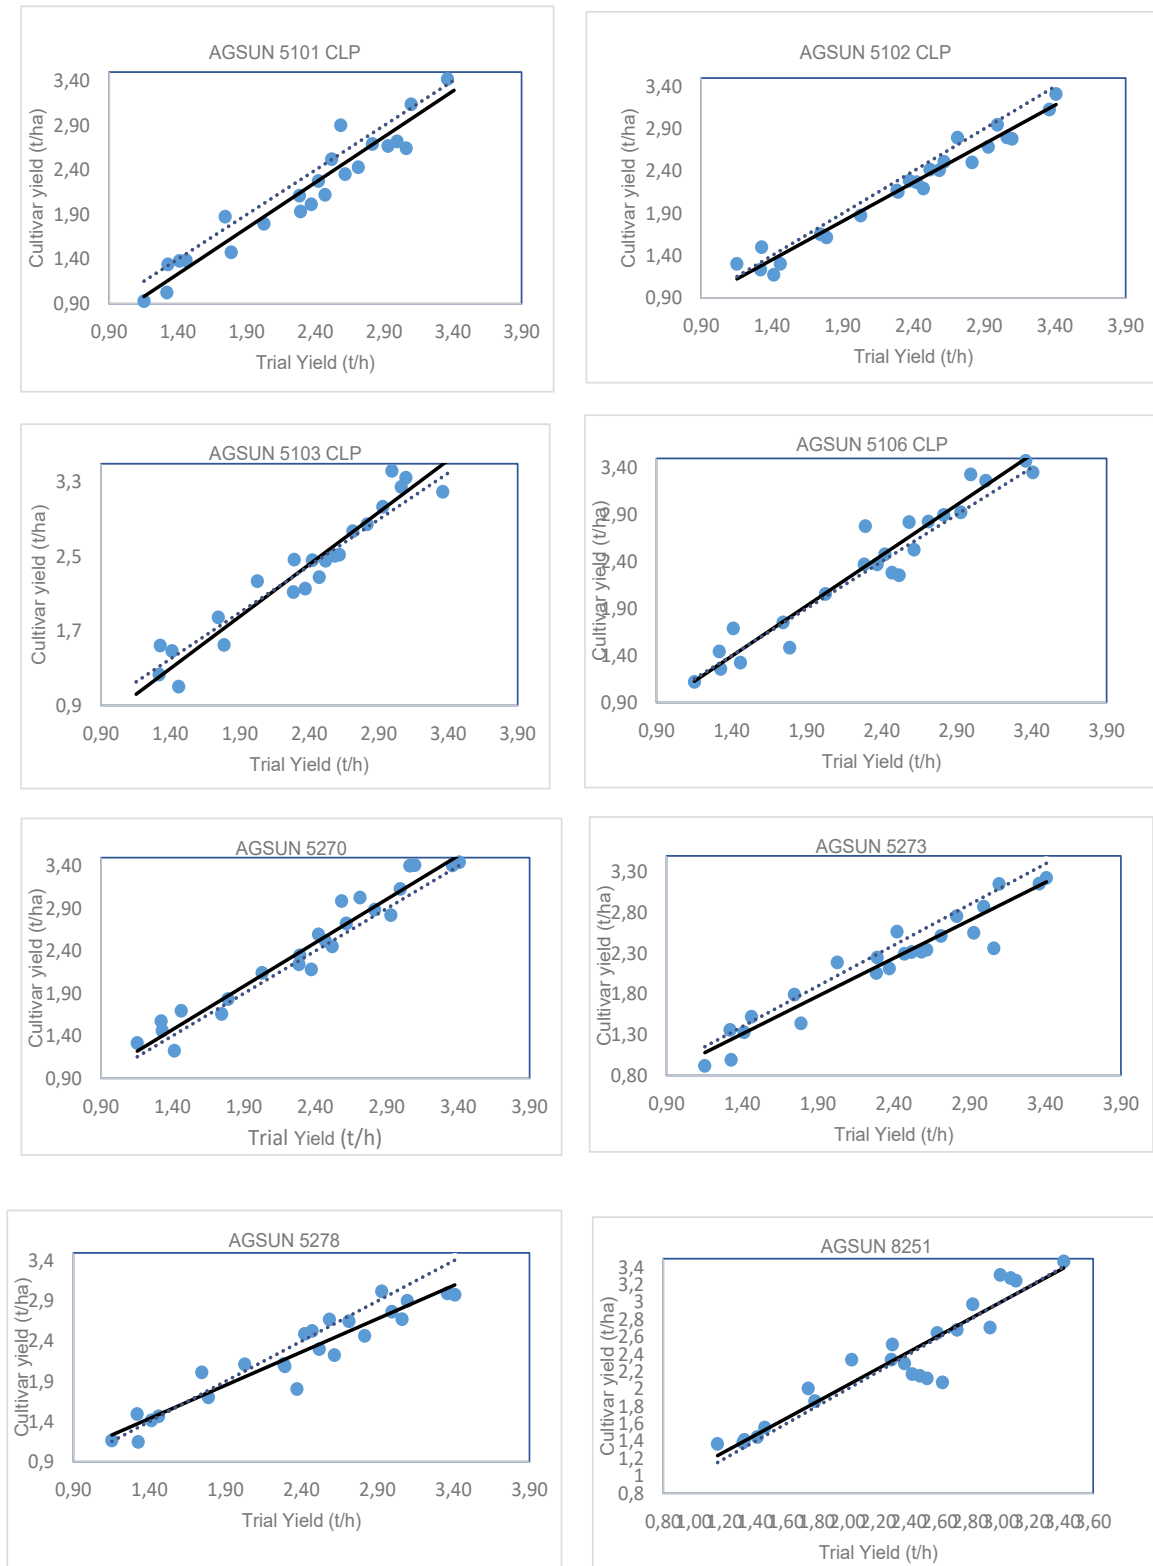 AGSUN 5101 CLP
3,40
2,90
2,40
1,90
1,40
0,90
Cultivar yield (t/ha)
0,90 1,40 1,90 2,40 2,90 3,40 3,90
Trial Yield (t/h)
AGSUN 5102 CLP
3,40
2,90
2,40
1,90
1,40
0,90
Cultivar yield (t/ha)
0,90 1,40 1,90 2,40 2,90 3,40 3,90
Trial Yield (t/h)
AGSUN 5103 CLP
3,3
2,5
1,7
0,9
Cultivar yield (t/ha)
0,90 1,40 1,90 2,40 2,90 3,40 3,90
Trial Yield (t/h)
AGSUN 5106 CLP
3,40
2,90
2,40
1,90
1,40
0,90
Cultivar yield (t/ha)
0,90 1,40 1,90 2,40 2,90 3,40 3,90
Trial Yield (t/h)
AGSUN 5270
3,40
2,90
2,40
1,90
1,40
0,90
Cultivar yield (t/ha)
0,90 1,40 1,90 2,40 2,90 3,40 3,90
Trial Yield (t/h)
AGSUN 5273
3,30
2,80
2,30
1,80
1,30
0,80
Cultivar yield (t/ha)
0,90 1,40 1,90 2,40 2,90 3,40 3,90
Trial Yield (t/h)
AGSUN 5278
3,4
2,9
2,4
1,9
1,4
0,9
Cultivar yield (t/ha)
0,90 1,40 1,90 2,40 2,90 3,40 3,90
Trial Yield (t/h)
AGSUN 8251
3,4
3,2
3
2,8
2,6
2,4
2,2
2
1,8
1,6
1,4
1,2
1
0,8
Cultivar yield (t/ha)
0,80 1,00 1,20 1,40 1,60 1,80 2,00 2,20 2,40 2,60 2,80 3,00 3,20 3,40 3,60
Trial Yield (t/h)